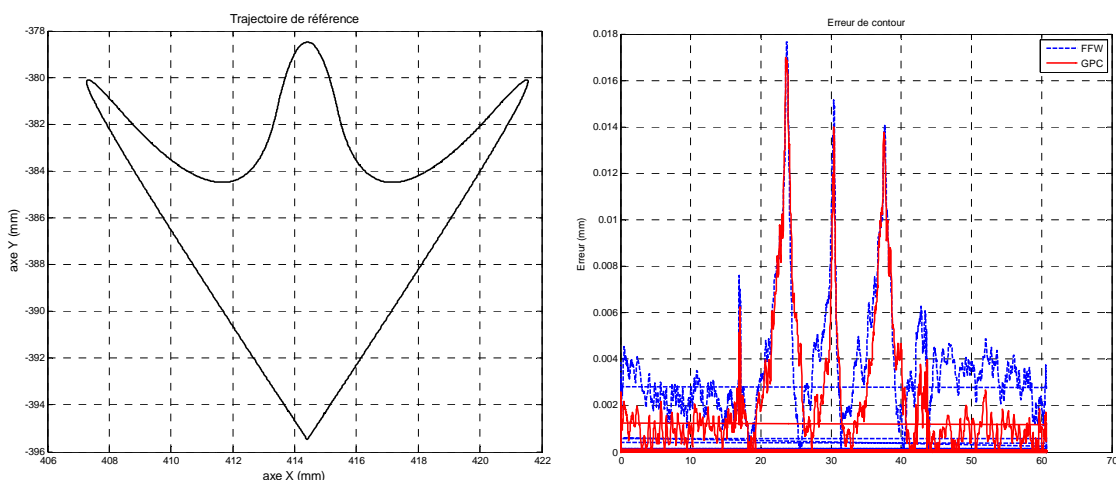 Trajectoire de référence
-378
-380
-382
-384
-386
-388
-390
-392
-394
-396
axe Y (mm)
406 408 410 412 414 416 418 420 422
axe X (mm)
Erreur de contour
0.018
0.016
0.014
0.012
0.01
0.008
0.006
0.004
0.002
0
Erreur (mm)
0 10 20 30 40 50 60 70
FFW
GPC